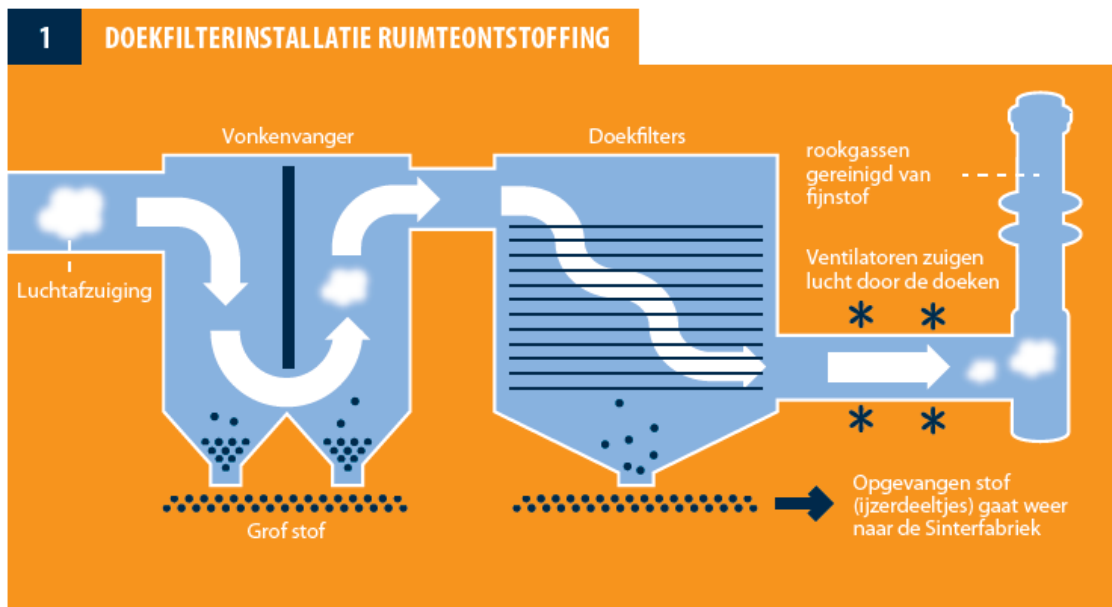 1
DOEKFILTERINSTALLATIE RUIMTEONTSTOFFING
Vonkenvanger
Doekfilters
rookgassen
gereinigd van
fijnstof
Luchtafzuiging
Ventilatoren zuigen
lucht door de doeken
Grof stof
Opgevangen stof
(ijzerdeeltjes) gaat weer
naar de Sinterfabriek